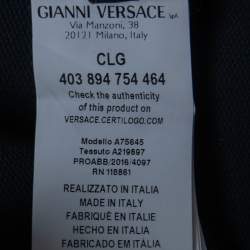 GIANNI VERSACE SpA
Via Manzoni, 38
20121 Milano, Italy
CLG
403 894 754 464
Check the authenticity
of this product on
VERSACE.CERTILOGO.COM
Modello A75645
Tessuto A219697
PROABB/2016/4097
RN 118861
REALIZZATO IN ITALIA
MADE IN ITALY
FABRIQUÉ EN ITALIE
HECHO EN ITALIA
FABRICADO EM ITÁLIA